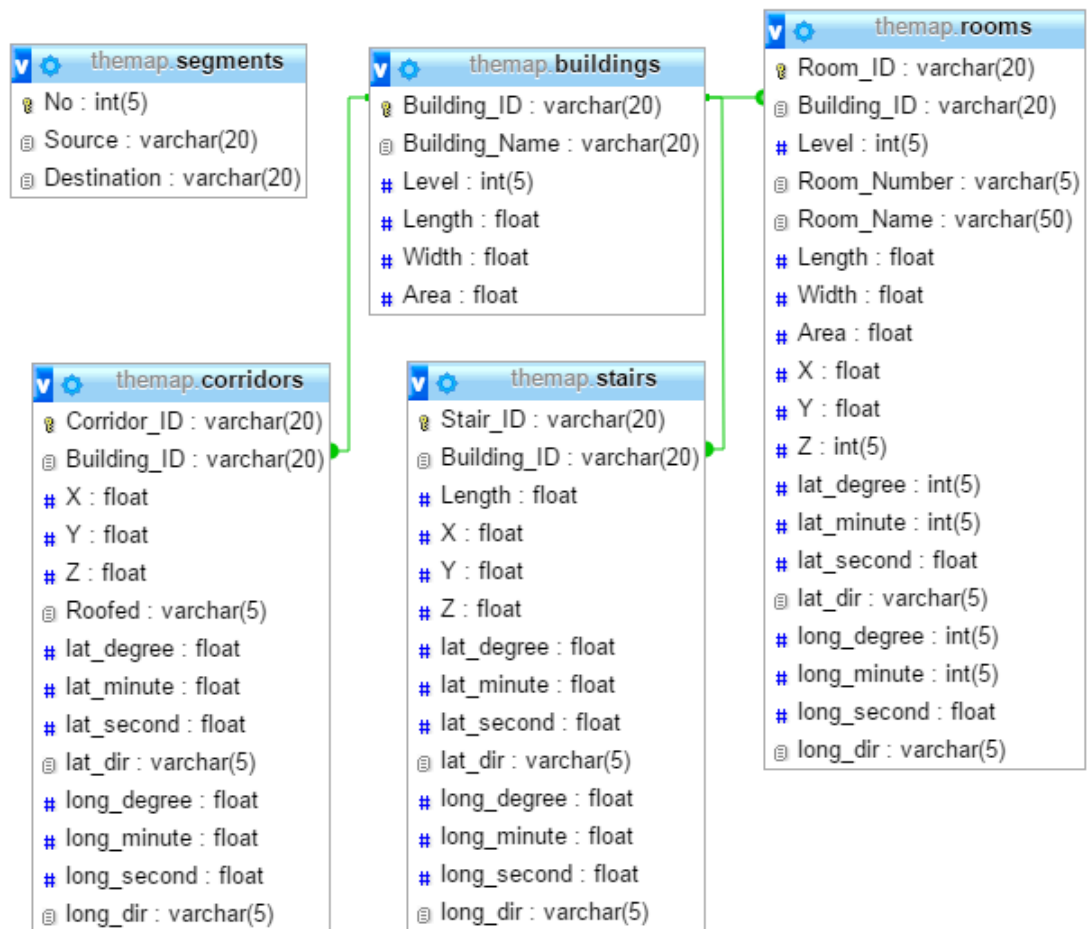 themap.segments
No : int(5)
Source : varchar(20)
Destination : varchar(20)
themap.buildings
Building_ID : varchar(20)
Building_Name : varchar(20)
Level : int(5)
Length : float
Width : float
Area : float
themap.rooms
Room_ID : varchar(20)
Building_ID : varchar(20)
Level : int(5)
Room_Number : varchar(5)
Room_Name : varchar(50)
Length : float
Width : float
Area : float
X : float
Y : float
Z : int(5)
lat_degree : int(5)
lat_minute : int(5)
lat_second : float
lat_dir : varchar(5)
long_degree : int(5)
long_minute : int(5)
long_second : float
long_dir : varchar(5)
themap.corridors
Corridor_ID : varchar(20)
Building_ID : varchar(20)
X : float
Y : float
Z : float
Roofed : varchar(5)
lat_degree : float
lat_minute : float
lat_second : float
lat_dir : varchar(5)
long_degree : float
long_minute : float
long_second : float
long_dir : varchar(5)
themap.stairs
Stair_ID : varchar(20)
Building_ID : varchar(20)
Length : float
X : float
Y : float
Z : float
lat_degree : float
lat_minute : float
lat_second : float
lat_dir : varchar(5)
long_degree : float
long_minute : float
long_second : float
long_dir : varchar(5)